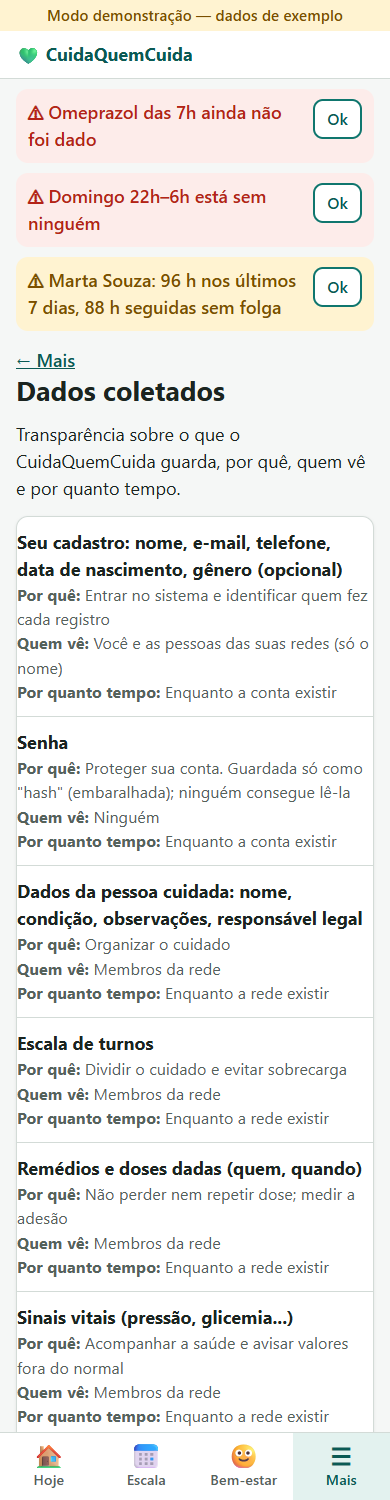 Modo demonstração — dados de exemplo
CuidaQuemCuida
⚠ Omeprazol das 7h ainda não
foi dado
Ok
⚠ Domingo 22h–6h está sem
ninguém
Ok
⚠ Marta Souza: 96 h nos últimos
7 dias, 88 h seguidas sem folga
Ok
← Mais
Dados coletados
Transparência sobre o que o
CuidaQuemCuida guarda, por quê, quem vê
e por quanto tempo.
Seu cadastro: nome, e-mail, telefone,
data de nascimento, gênero (opcional)
Por quê: Entrar no sistema e identificar quem fez
cada registro
Quem vê: Você e as pessoas das suas redes (só o
nome)
Por quanto tempo: Enquanto a conta existir
Senha
Por quê: Proteger sua conta. Guardada só como
"hash" (embaralhada); ninguém consegue lê-la
Quem vê: Ninguém
Por quanto tempo: Enquanto a conta existir
Dados da pessoa cuidada: nome,
condição, observações, responsável legal
Por quê: Organizar o cuidado
Quem vê: Membros da rede
Por quanto tempo: Enquanto a rede existir
Escala de turnos
Por quê: Dividir o cuidado e evitar sobrecarga
Quem vê: Membros da rede
Por quanto tempo: Enquanto a rede existir
Remédios e doses dadas (quem, quando)
Por quê: Não perder nem repetir dose; medir a
adesão
Quem vê: Membros da rede
Por quanto tempo: Enquanto a rede existir
Sinais vitais (pressão, glicemia...)
Por quê: Acompanhar a saúde e avisar valores
fora do normal
Quem vê: Membros da rede
Por quanto tempo: Enquanto a rede existir
Hoje
Escala
Bem-estar
Mais